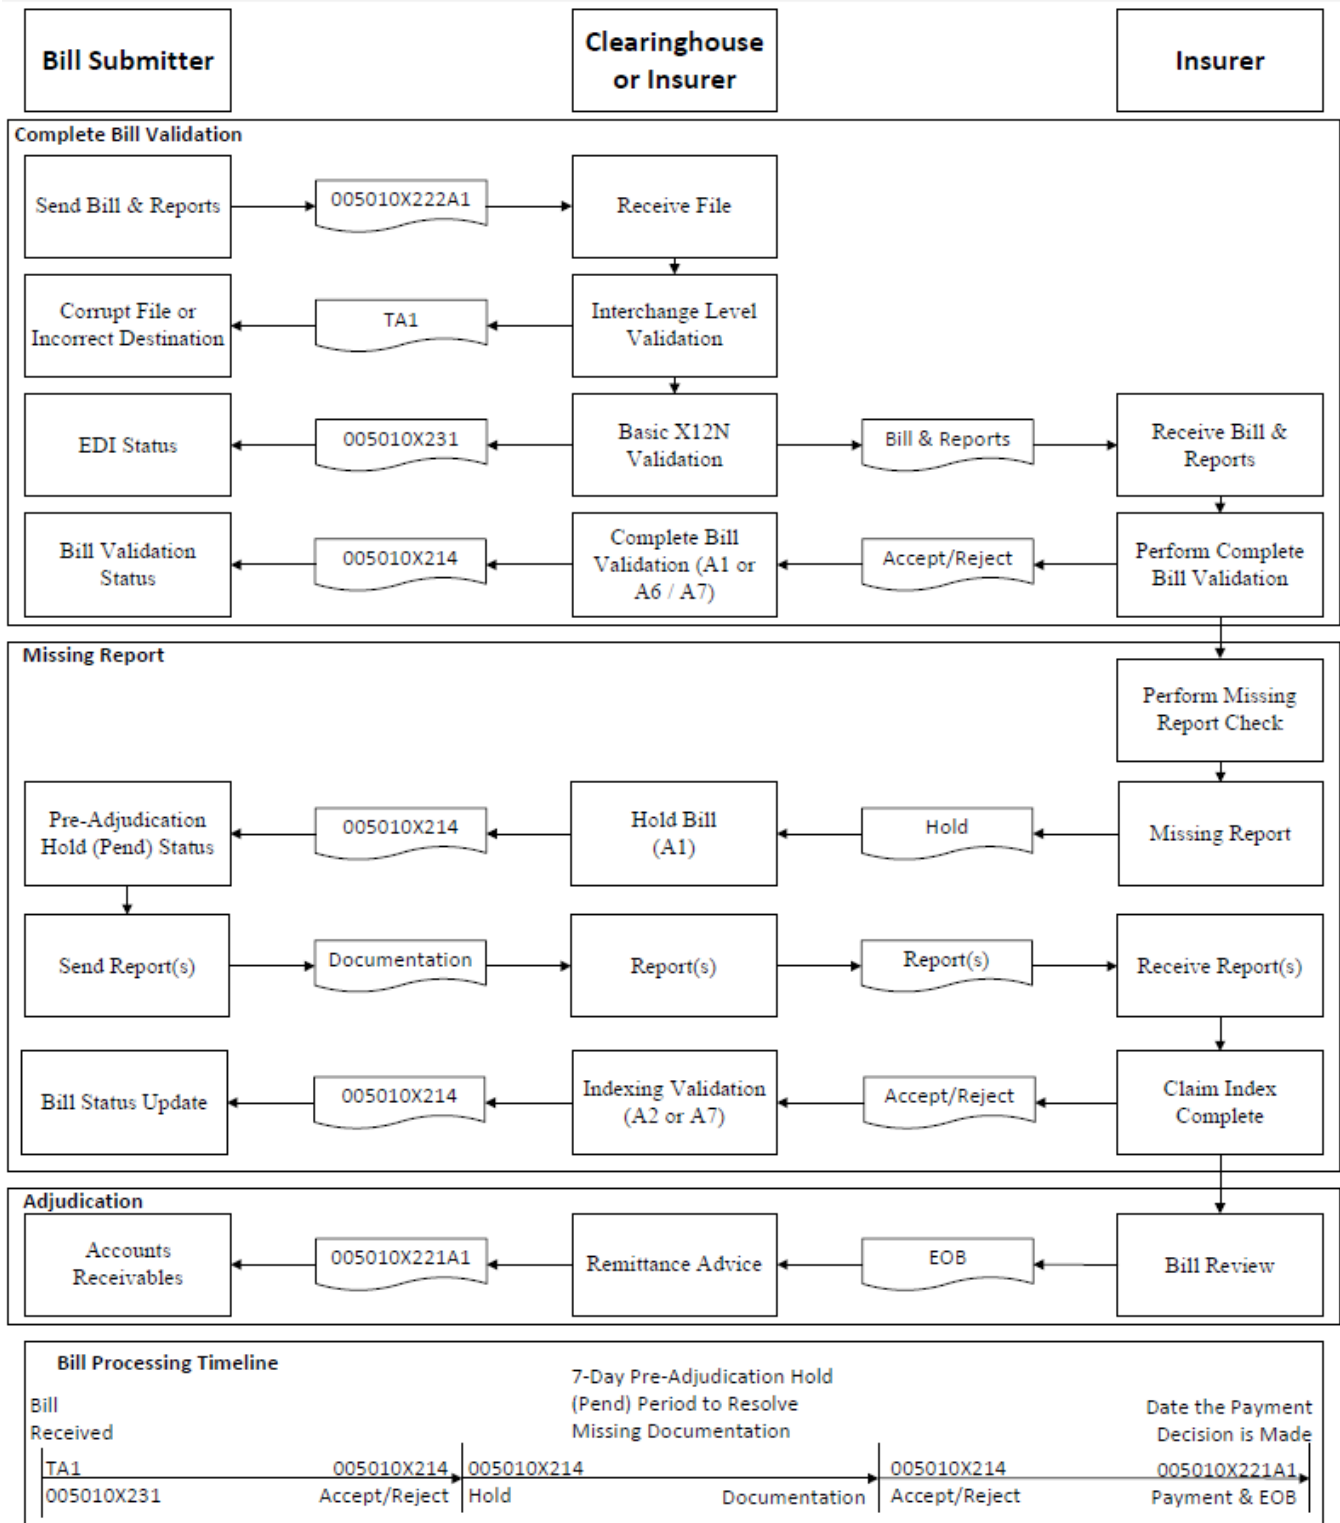 Bill Submitter
Clearinghouse
or Insurer
Insurer
Complete Bill Validation
Send Bill & Reports
005010X222A1
Receive File
Corrupt File or
Incorrect Destination
TA1
Interchange Level
Validation
EDI Status
005010X231
Basic X12N
Validation
Bill & Reports
Receive Bill &
Reports
Bill Validation
Status
005010X214
Complete Bill
Validation (A1 or
A6 / A7)
Accept/Reject
Perform Complete
Bill Validation
Missing Report
Perform Missing
Report Check
Pre-Adjudication
Hold (Pend) Status
005010X214
Hold Bill
(A1)
Hold
Missing Report
Send Report(s)
Documentation
Report(s)
Report(s)
Receive Report(s)
Bill Status Update
005010X214
Indexing Validation
(A2 or A7)
Accept/Reject
Claim Index
Complete
Adjudication
Accounts
Receivables
005010X221A1
Remittance Advice
EOB
Bill Review
Bill Processing Timeline
Bill
Received
7-Day Pre-Adjudication Hold
(Pend) Period to Resolve
Missing Documentation
Date the Payment
Decision is Made
TA1
005010X214
005010X214
005010X214
005010X221A1
005010X231
Accept/Reject
Hold
Documentation
Accept/Reject
Payment & EOB